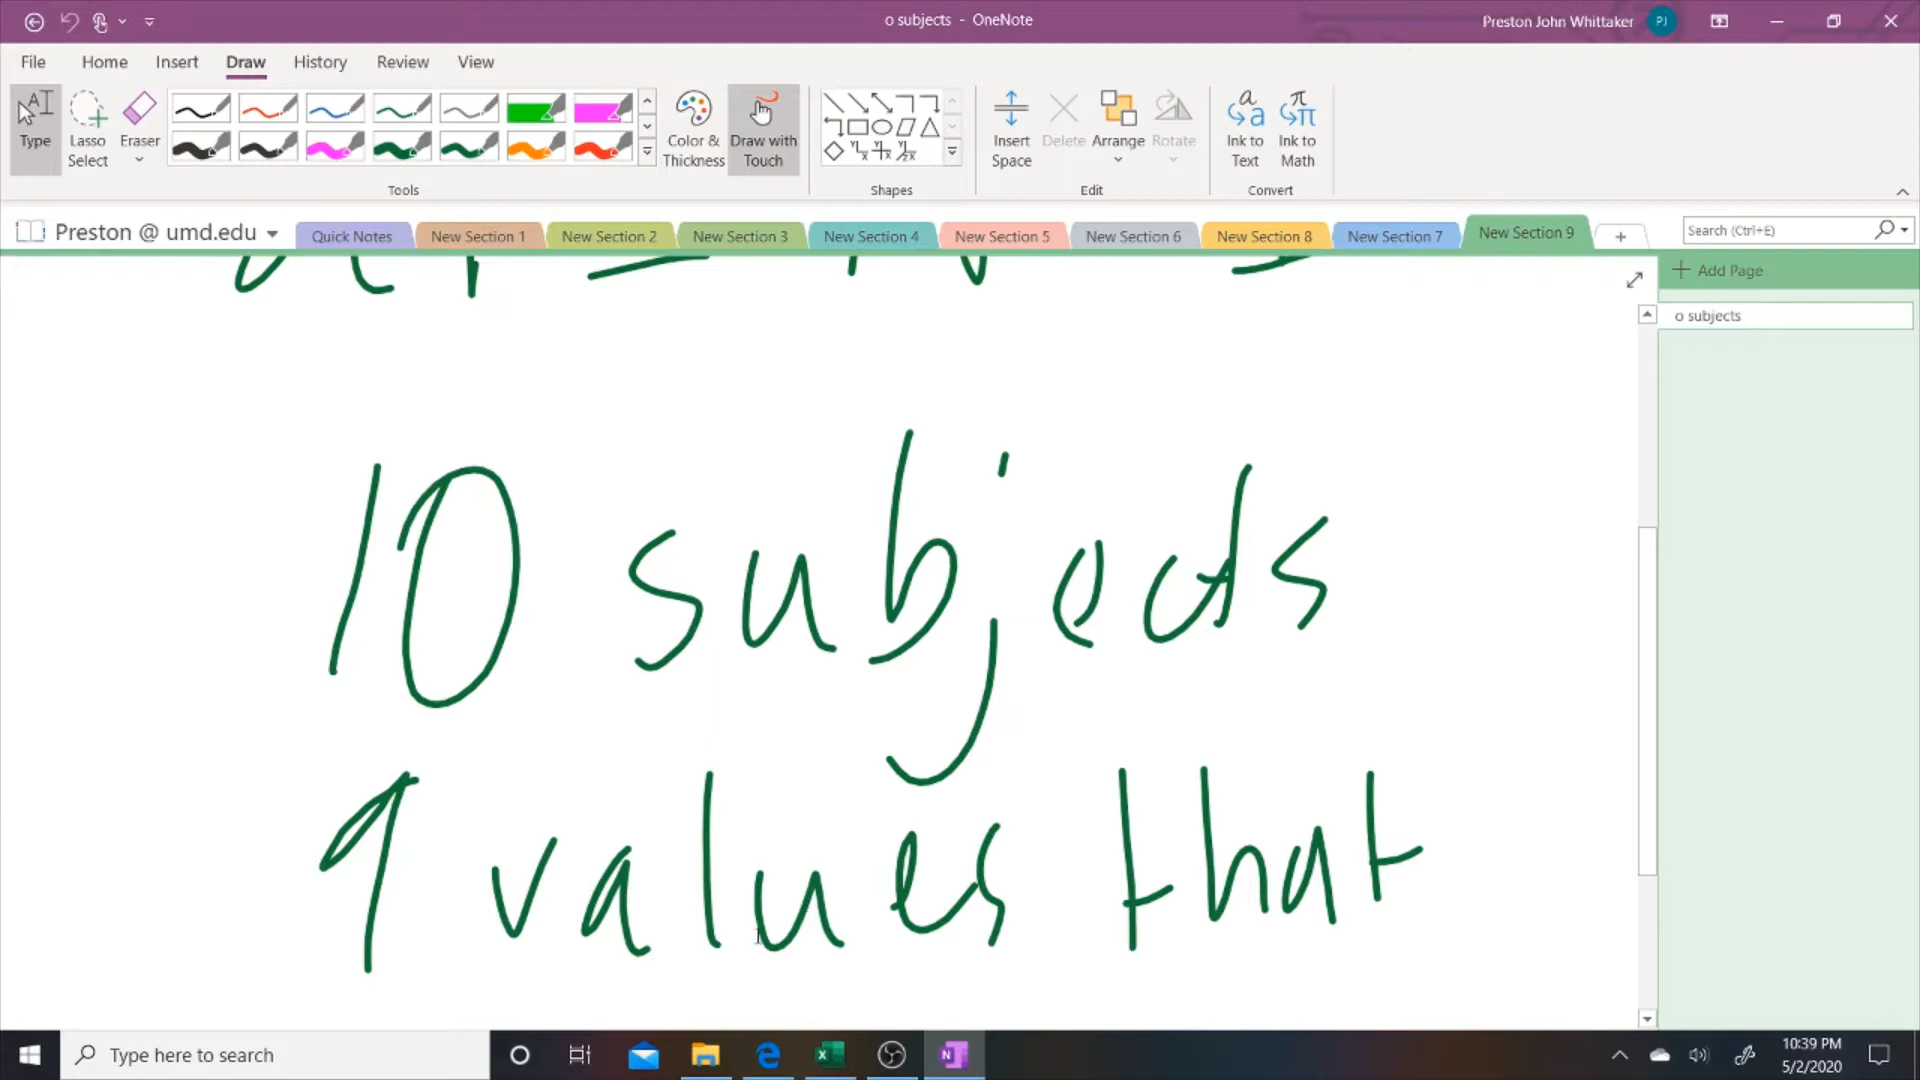 o subjects - OneNote
Preston John Whittaker PJ
File Home Insert Draw History Review View
Type
Lasso Select
Eraser
Color & Thickness
Draw with Touch
Insert Space
Delete
Arrange
Rotate
Ink to Text
Ink to Math
Tools
Shapes
Edit
Convert
Preston @ umd.edu
Quick Notes New Section 1 New Section 2 New Section 3 New Section 4 New Section 5 New Section 6 New Section 8 New Section 7 New Section 9
Search (Ctrl+E)
Add Page
o subjects
10 subjects
9 values that
Type here to search
10:39 PM
5/2/2020